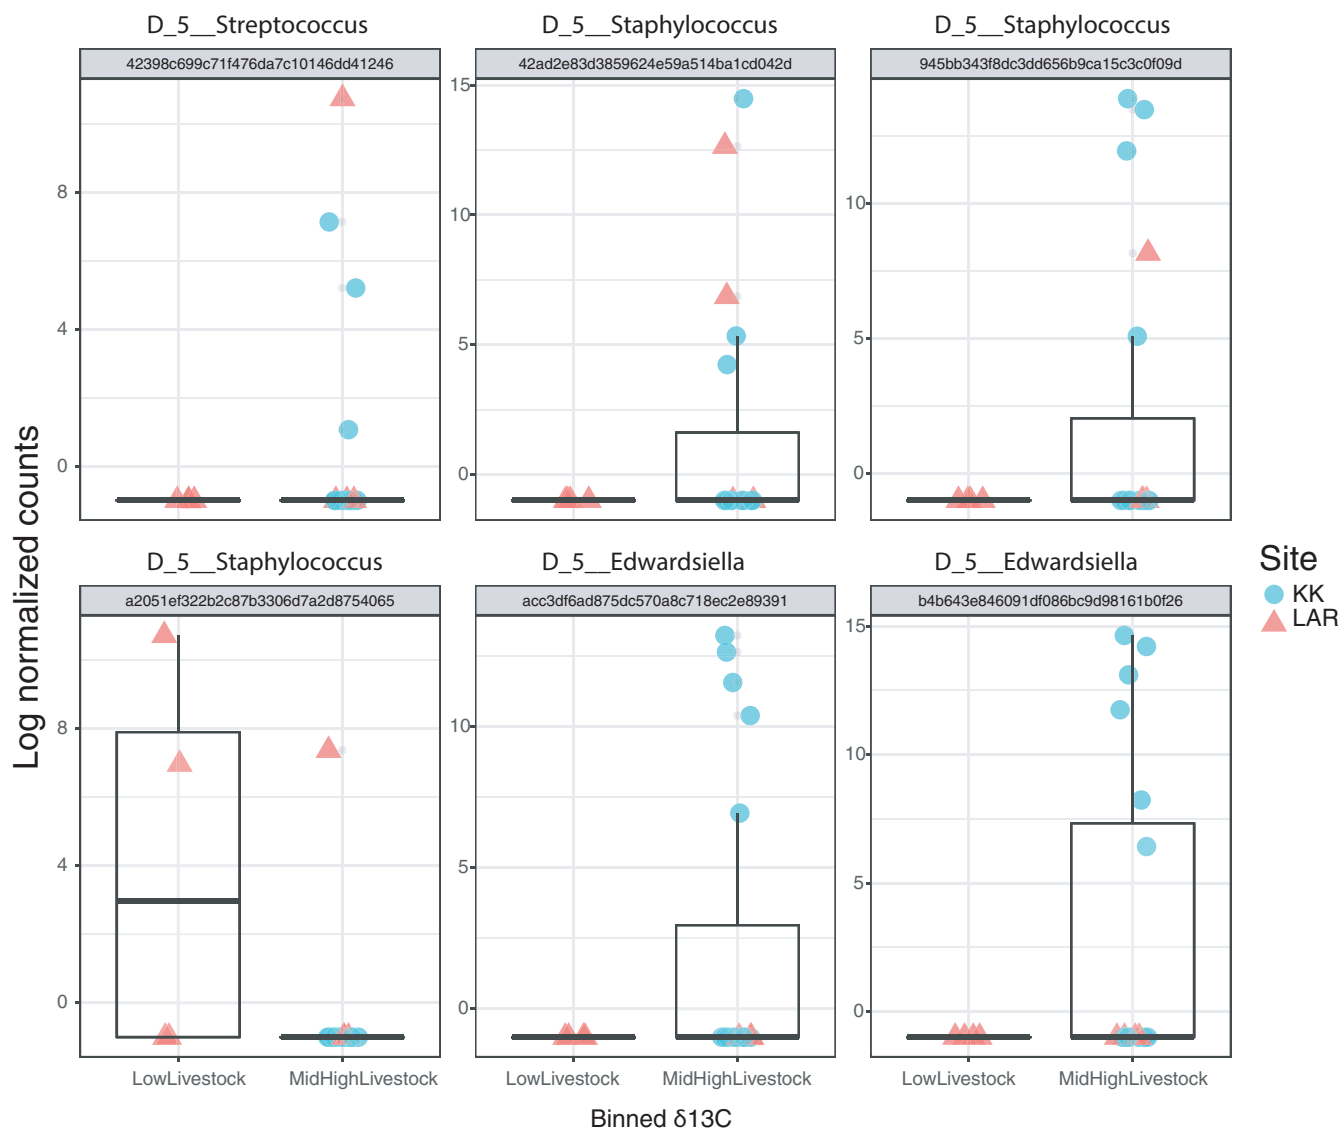 D_5__Streptococcus D_5__Staphylococcus D_5__Staphylococcus
42398c699c71f476da7c10146dd41246 42ad2e83d3859624e59a514ba1cd042d 945bb343f8dc3dd656b9ca15c3c0f09d
15
10
5
0
8
4
0
10
5
0
D_5__Staphylococcus D_5__Edwardsiella D_5__Edwardsiella
a2051ef322b2c87b3306d7a2d8754065 acc3df6ad875dc570a8c718ec2e89391 b4b643e846091df086bc9d98161b0f26
8
4
0
10
5
0
15
10
5
0
LowLivestock MidHighLivestock LowLivestock MidHighLivestock LowLivestock MidHighLivestock
Binned δ13C
Log normalized counts
Site
KK
LAR